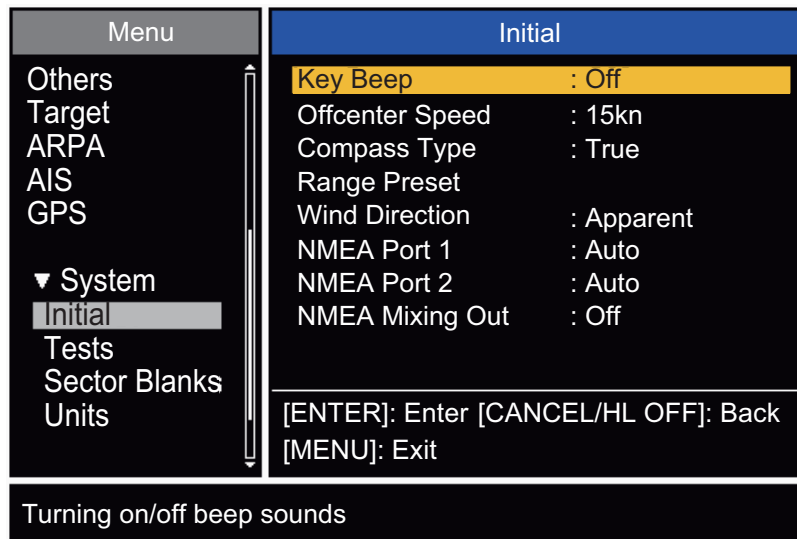 Menu
Others
Target
ARPA
AIS
GPS
▼ System
Initial
Tests
Sector Blanks
Units
Initial
Key Beep : Off
Offcenter Speed : 15kn
Compass Type : True
Range Preset
Wind Direction : Apparent
NMEA Port 1 : Auto
NMEA Port 2 : Auto
NMEA Mixing Out : Off
[ENTER]: Enter [CANCEL/HL OFF]: Back
[MENU]: Exit
Turning on/off beep sounds